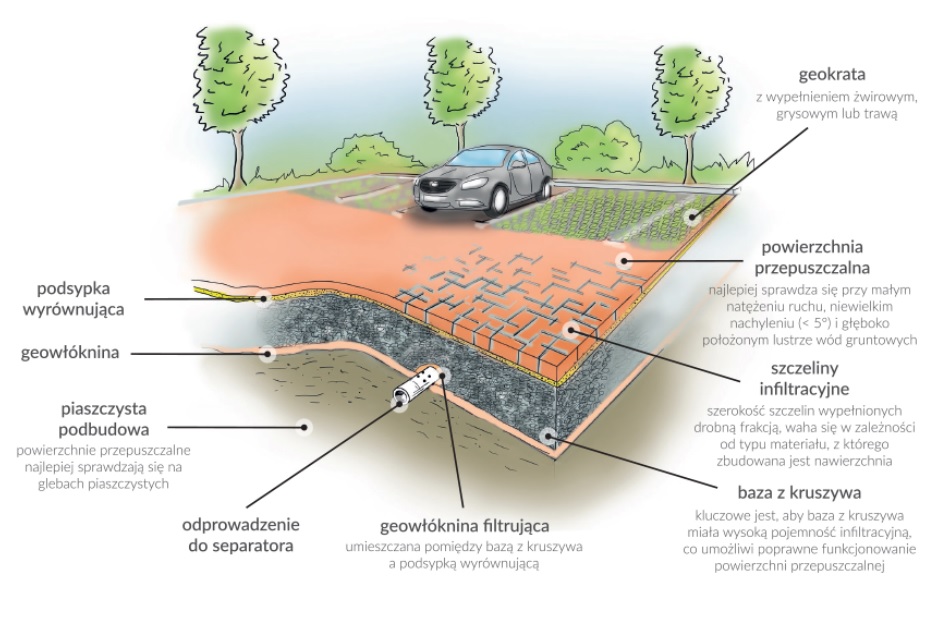 geokrata
z wypełnieniem żwirowym,
grysowym lub trawą
powierzchnia
przepuszczalna
najlepiej sprawdza się przy małym
natężeniu ruchu, niewielkim
nachyleniu (< 5°) i głęboko
położonym lustrze wód gruntowych
szczeliny
infiltracyjne
szerokość szczelin wypełnionych
drobną frakcją, waha się w zależności
od typu materiału, z którego
zbudowana jest nawierzchnia
baza z kruszywa
kluczowe jest, aby baza z kruszywa
miała wysoką pojemność infiltracyjną,
co umożliwi poprawne funkcjonowanie
powierzchni przepuszczalnej
podsypka
wyrównująca
geowłóknina
piaszczysta
podbudowa
powierzchnie przepuszczalne
najlepiej sprawdzają się na
glebach piaszczystych
odprowadzenie
do separatora
geowłóknina filtrująca
umieszczana pomiędzy bazą z kruszywa
a podsypką wyrównującą